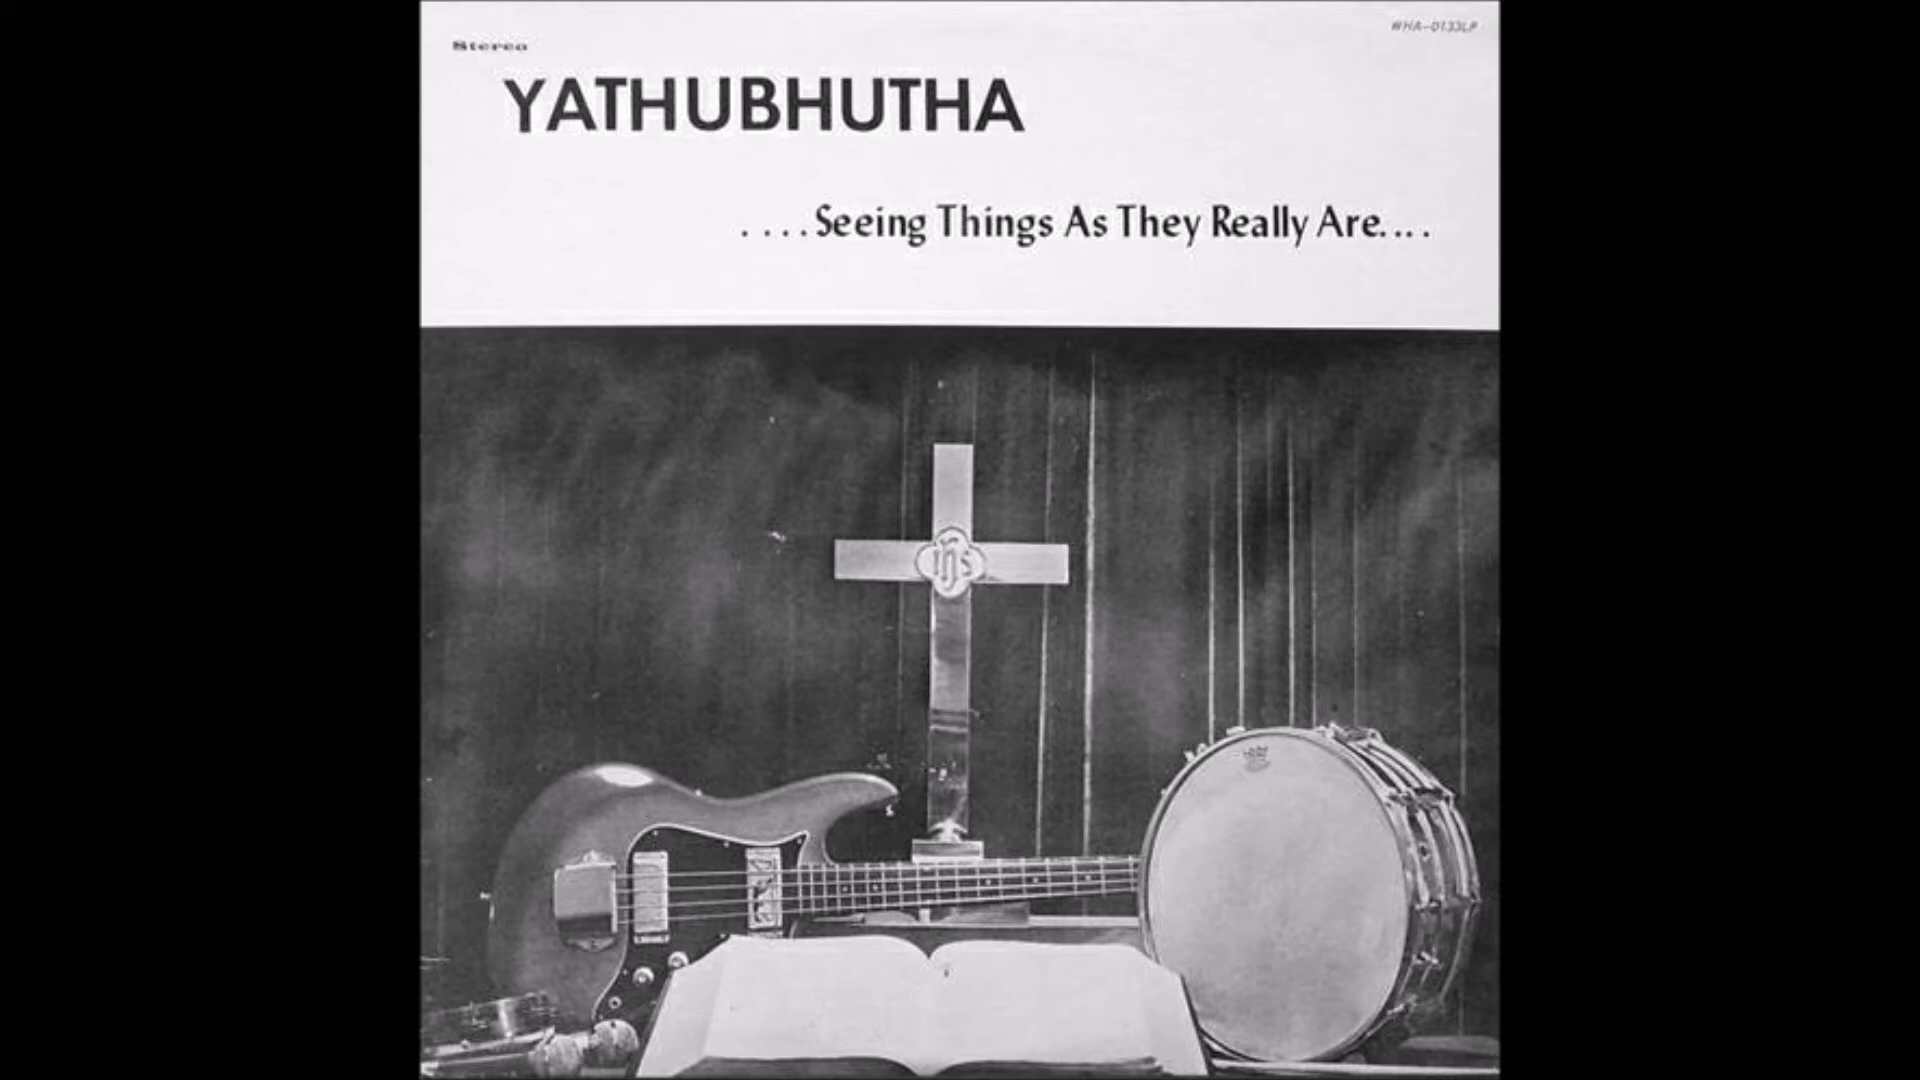 Stereo
WHA-0133LP
YATHUBHUTHA
....Seeing Things As They Really Are....
ihs